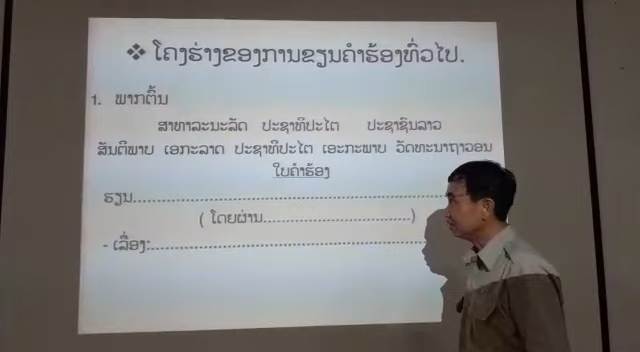 ❖ ໂຄງຮ່າງຂອງການຂຽນຄໍາຮ້ອງທົ່ວໄປ.
1. ພາກຕົ້ນ
ສາທາລະນະລັດ ປະຊາທິປະໄຕ ປະຊາຊົນລາວ
ສັນຕິພາບ ເອກະລາດ ປະຊາທິປະໄຕ ເອະກະພາບ ວັດທະນາຖາວອນ
ໃບຄໍາຮ້ອງ
ຮຽນ.....................................................................
( ໂດຍຜ່ານ.................................)
- ເລື່ອງ:.............................................................